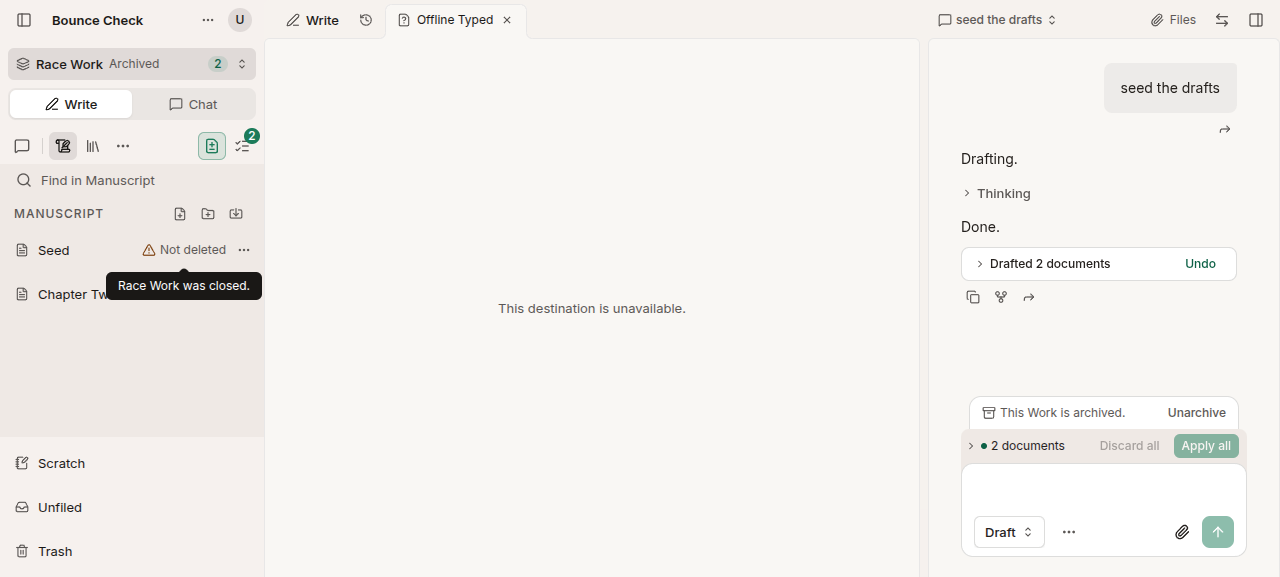 Bounce Check
U
Race Work Archived 2
Write
Chat
2
Find in Manuscript
MANUSCRIPT
Seed
Not deleted
Race Work was closed.
Chapter Tw
Scratch
Unfiled
Trash
Write
Offline Typed
This destination is unavailable.
seed the drafts
Files
seed the drafts
Drafting.
Thinking
Done.
Drafted 2 documents
Undo
This Work is archived.
Unarchive
2 documents
Discard all
Apply all
Draft